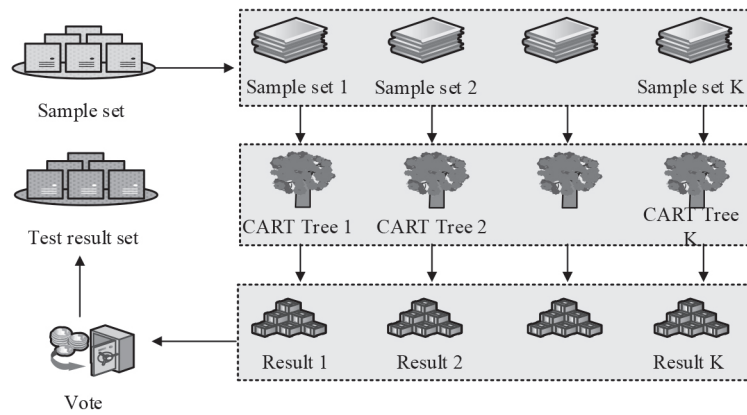 Sample set
Sample set 1
Sample set 2
Sample set K
Test result set
CART Tree 1
CART Tree 2
CART Tree
K
Vote
Result 1
Result 2
Result K